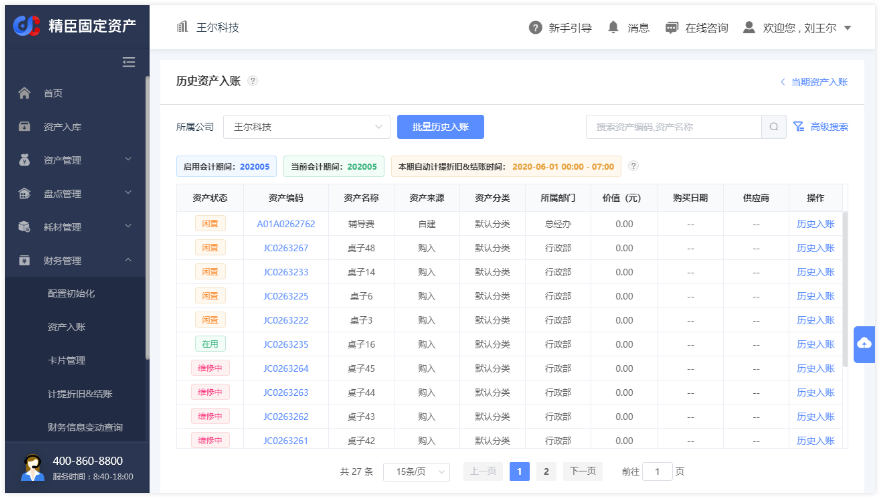 精臣固定资产
王尔科技
新手引导
消息
在线咨询
欢迎您 , 刘王尔
首页
资产入库
资产管理
盘点管理
耗材管理
财务管理
配置初始化
资产入账
卡片管理
计提折旧&结账
财务信息变动查询
400-860-8800
服务时间：8:40-18:00
历史资产入账 ?
当期资产入账
所属公司 王尔科技 批量历史入账 搜索资产编码,资产名称 高级搜索
启用会计期间：202005 当前会计期间：202005 本期自动计提折旧&结账时间：2020-06-01 00:00 - 07:00 ?
资产状态 资产编码 资产名称 资产来源 资产分类 所属部门 价值（元） 购买日期 供应商 操作
闲置 A01A0262762 辅导费 自建 默认分类 总经办 0.00 -- -- 历史入账
闲置 JC0263267 桌子48 购入 默认分类 行政部 0.00 -- -- 历史入账
闲置 JC0263233 桌子14 购入 默认分类 行政部 0.00 -- -- 历史入账
闲置 JC0263225 桌子6 购入 默认分类 行政部 0.00 -- -- 历史入账
闲置 JC0263222 桌子3 购入 默认分类 行政部 0.00 -- -- 历史入账
在用 JC0263235 桌子16 购入 默认分类 行政部 0.00 -- -- 历史入账
维修中 JC0263264 桌子45 购入 默认分类 行政部 0.00 -- -- 历史入账
维修中 JC0263263 桌子44 购入 默认分类 行政部 0.00 -- -- 历史入账
维修中 JC0263262 桌子43 购入 默认分类 行政部 0.00 -- -- 历史入账
维修中 JC0263261 桌子42 购入 默认分类 行政部 0.00 -- -- 历史入账
共 27 条 15条/页 上一页 1 2 下一页 前往 1 页